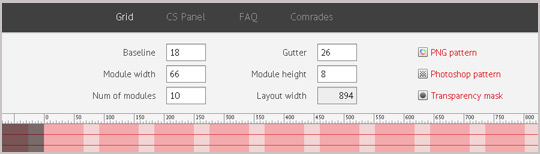 Grid CS Panel FAQ Comrades
Baseline 18 Gutter 26 PNG pattern
Module width 66 Module height 8 Photoshop pattern
Num of modules 10 Layout width 894 Transparency mask
0 50 100 150 200 250 300 350 400 450 500 550 600 650 700 750 800